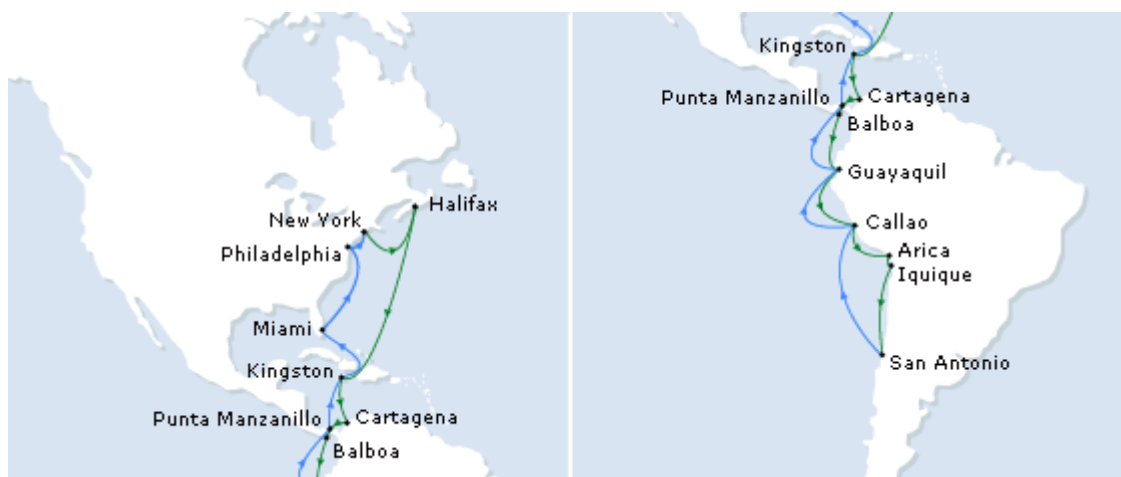 Halifax
New York
Philadelphia
Miami
Kingston
Punta Manzanillo
Cartagena
Balboa
Kingston
Punta Manzanillo
Cartagena
Balboa
Guayaquil
Callao
Arica
Iquique
San Antonio